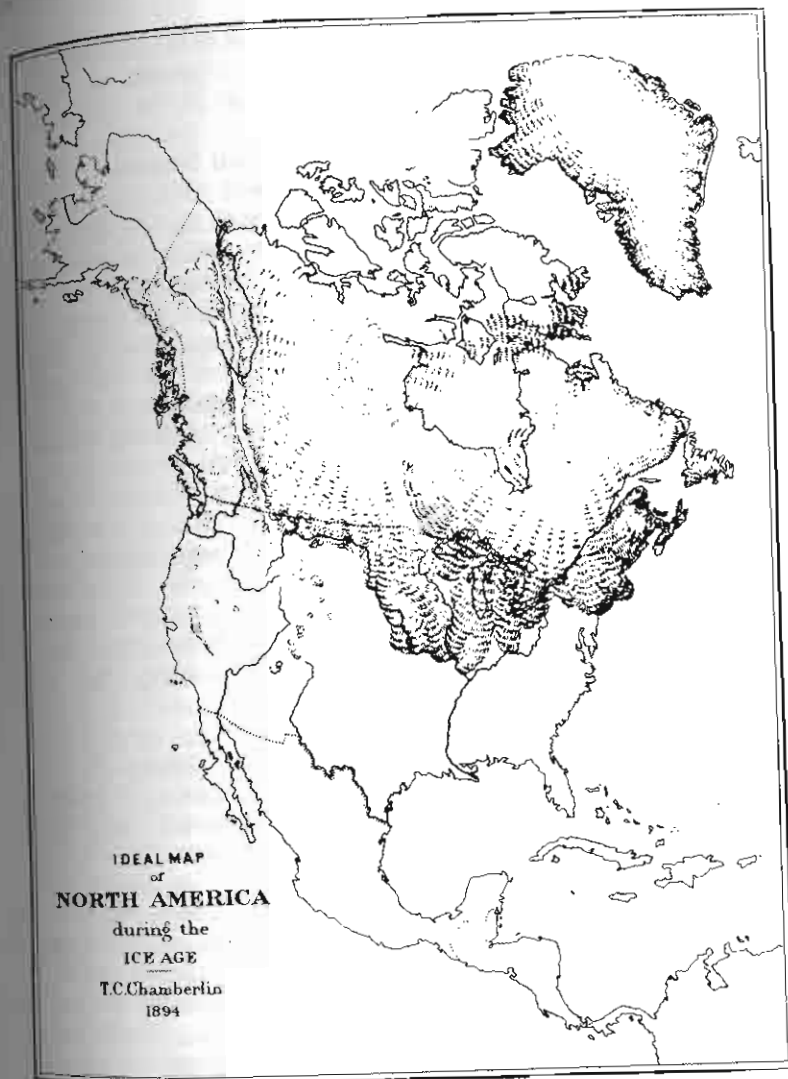 IDEAL MAP
of
NORTH AMERICA
during the
ICE AGE
T.C.Chamberlin
1894